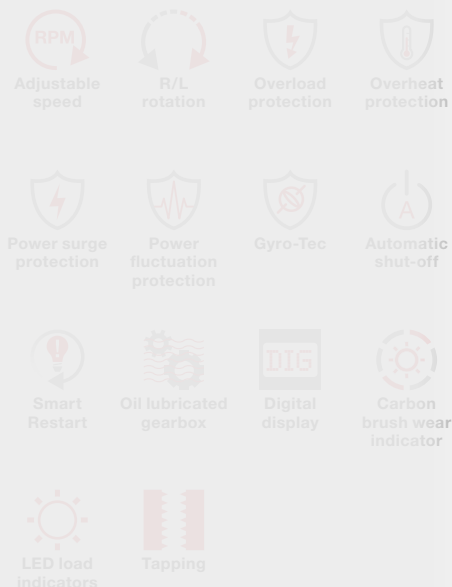 RPM
Adjustable
speed
R/L
rotation
Overload
protection
Overheat
protection
Power surge
protection
Power
fluctuation
protection
Gyro-Tec
A
Automatic
shut-off
Smart
Restart
Oil lubricated
gearbox
DIG
Digital
display
Carbon
brush wear
indicator
LED load
indicators
Tapping